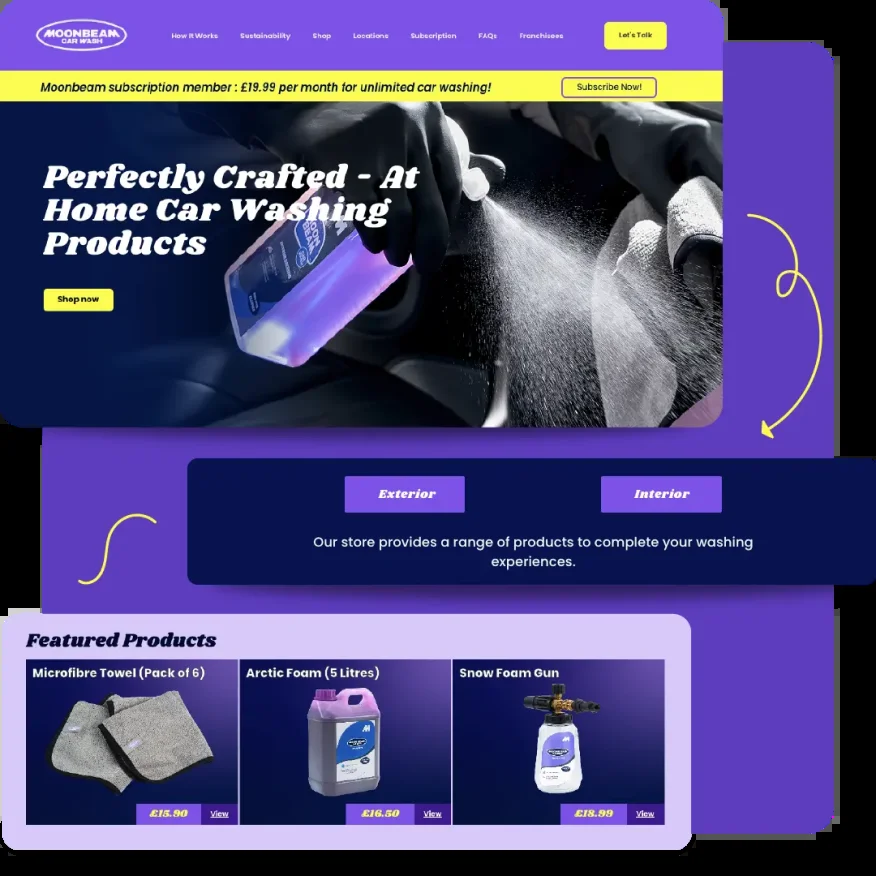 MOONBEAM
CAR WASH
How It Works
Sustainability
Shop
Locations
Subscription
FAQs
Franchisees
Let's Talk
Moonbeam subscription member : £19.99 per month for unlimited car washing!
Subscribe Now!
Perfectly Crafted - At
Home Car Washing
Products
MOON
BEAM
Shop now
Exterior
Interior
Our store provides a range of products to complete your washing
experiences.
Featured Products
Microfibre Towel (Pack of 6)
Arctic Foam (5 Litres)
Snow Foam Gun
£15.90
View
£16.50
View
£18.99
View